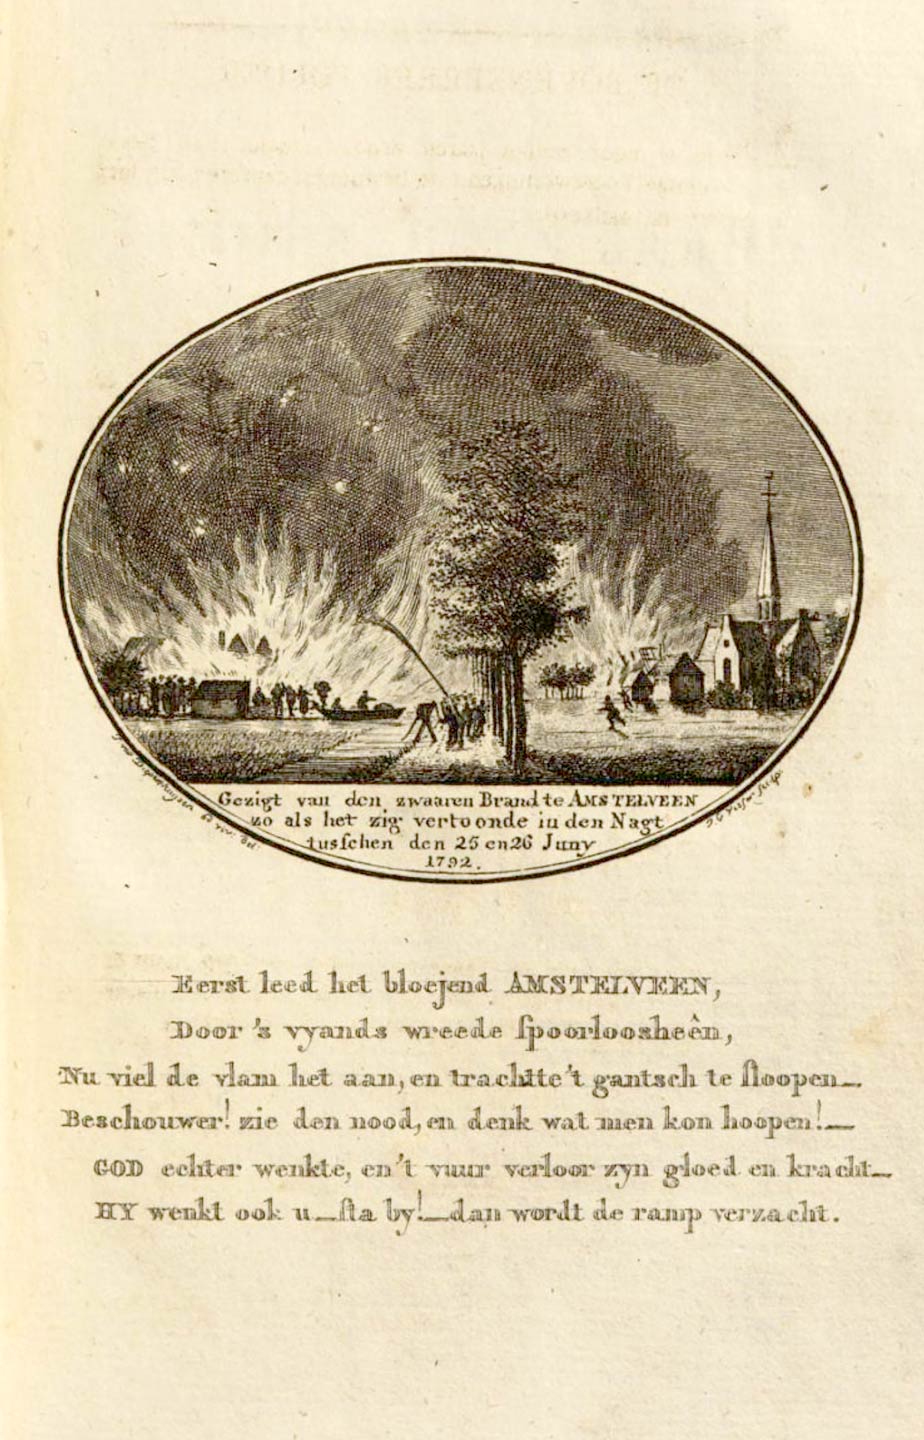 Gezigt van den zwaaren Brand te AMSTELVEEN
zo als het zig vertoonde in den Nagt
tusſchen den 25 en 26 Juny
1792.
Eerst leed het bloejend AMSTELVEEN,
Door 's vyands wreede ſpoorloosheên,
Nu viel de vlam het aan, en trachtte 't gantsch te ſloopen_
Beschouwer! zie den nood, en denk wat men kon hoopen!_
GOD echter wenkte, en 't vuur verloor zyn gloed en kracht_
HY wenkt ook u_ſta by!_dan wordt de ramp verzacht.